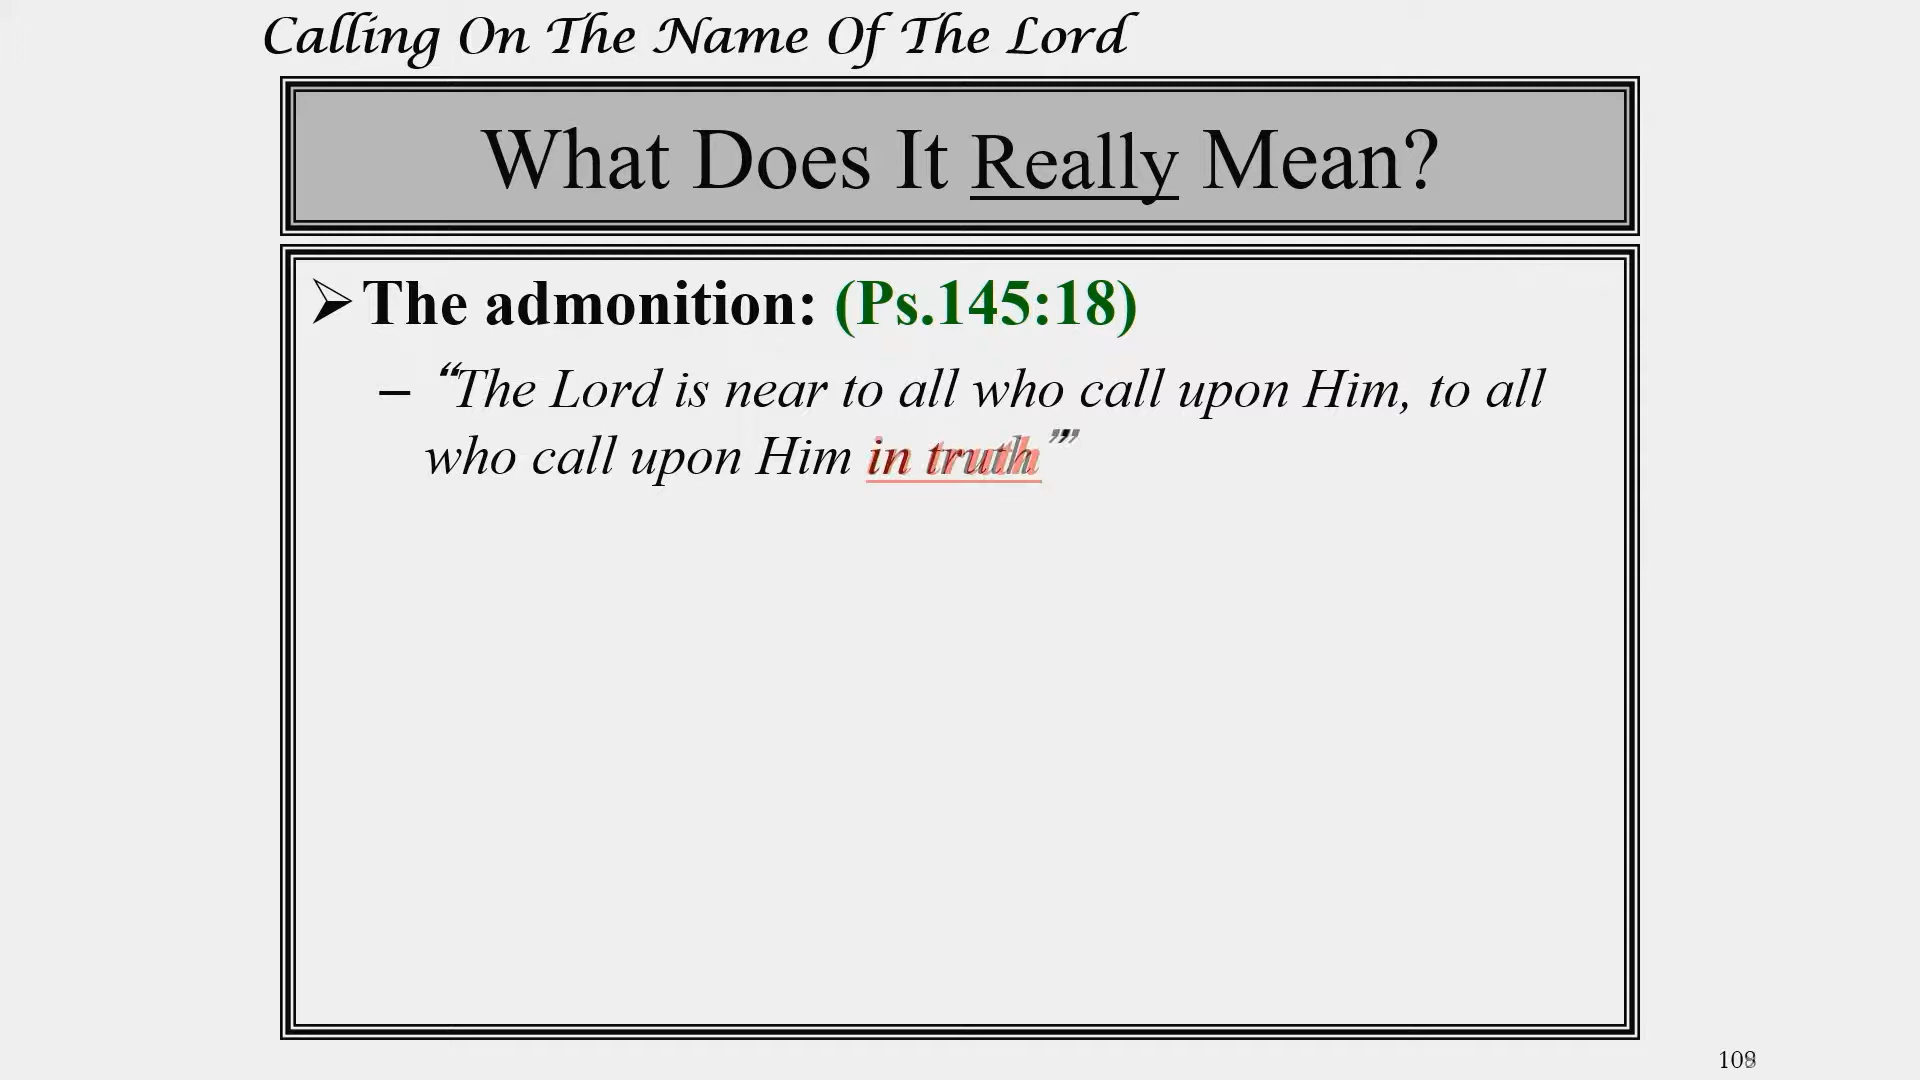 Calling On The Name Of The Lord
What Does It Really Mean?
➢ The admonition: (Ps.145:18)
– “The Lord is near to all who call upon Him, to all
who call upon Him in truth”